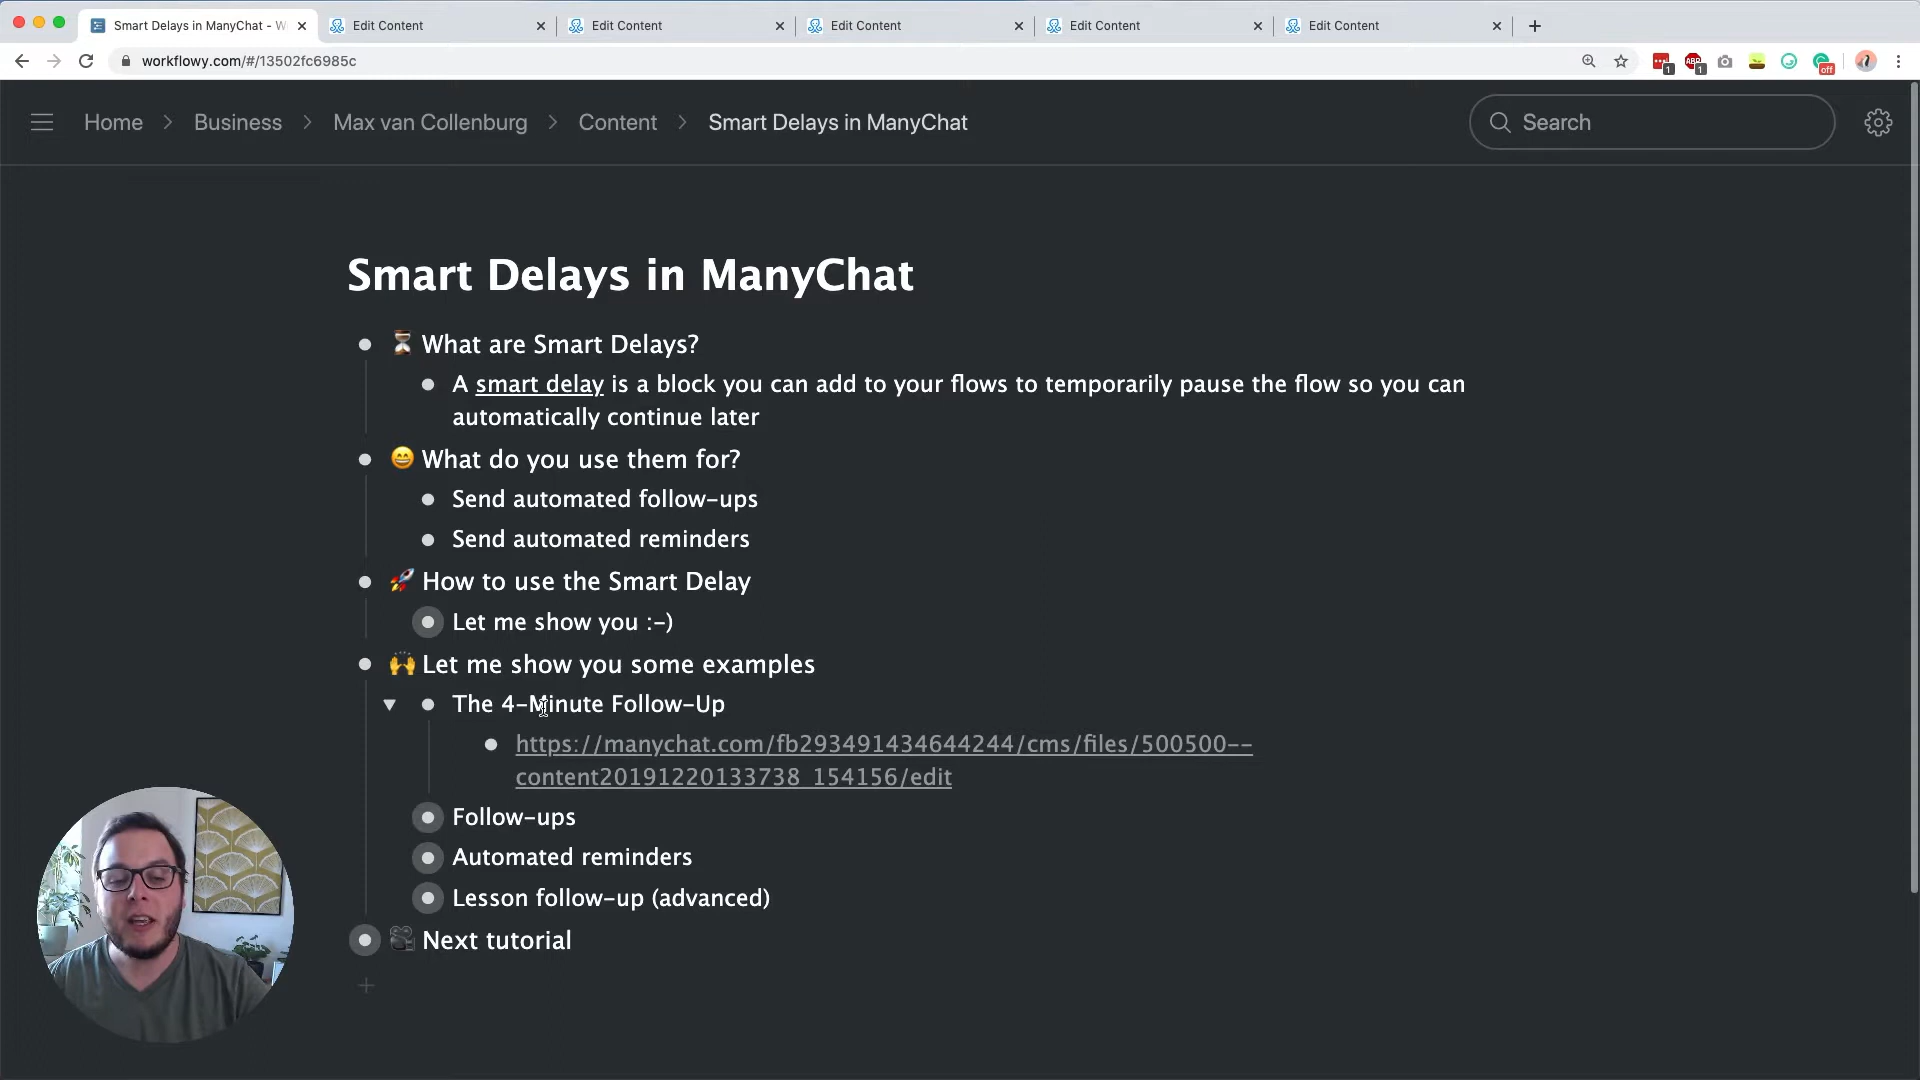 Smart Delays in ManyChat - W
Edit Content
Edit Content
Edit Content
Edit Content
Edit Content
workflowy.com/#/13502fc6985c
1
ABP
1
off
Home > Business > Max van Collenburg > Content > Smart Delays in ManyChat
Search
Smart Delays in ManyChat
⏳ What are Smart Delays?
A smart delay is a block you can add to your flows to temporarily pause the flow so you can
automatically continue later
😄 What do you use them for?
Send automated follow-ups
Send automated reminders
🚀 How to use the Smart Delay
Let me show you :-)
🙌 Let me show you some examples
The 4-Minute Follow-Up
https://manychat.com/fb293491434644244/cms/files/500500--
content20191220133738_154156/edit
Follow-ups
Automated reminders
Lesson follow-up (advanced)
🎥 Next tutorial